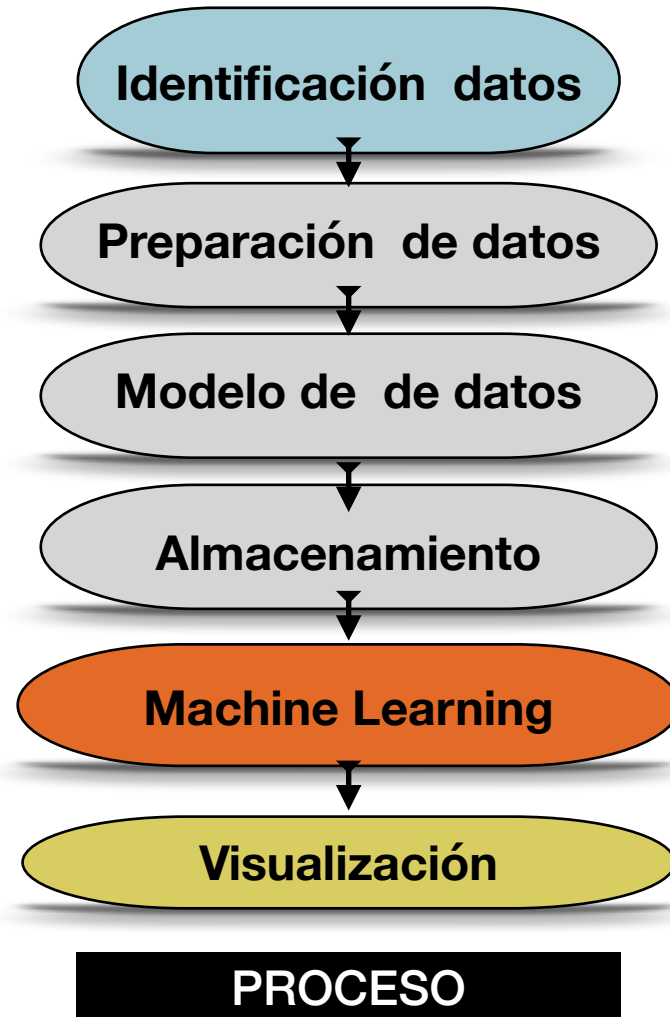 Identificación datos
Preparación de datos
Modelo de de datos
Almacenamiento
Machine Learning
Visualización
PROCESO